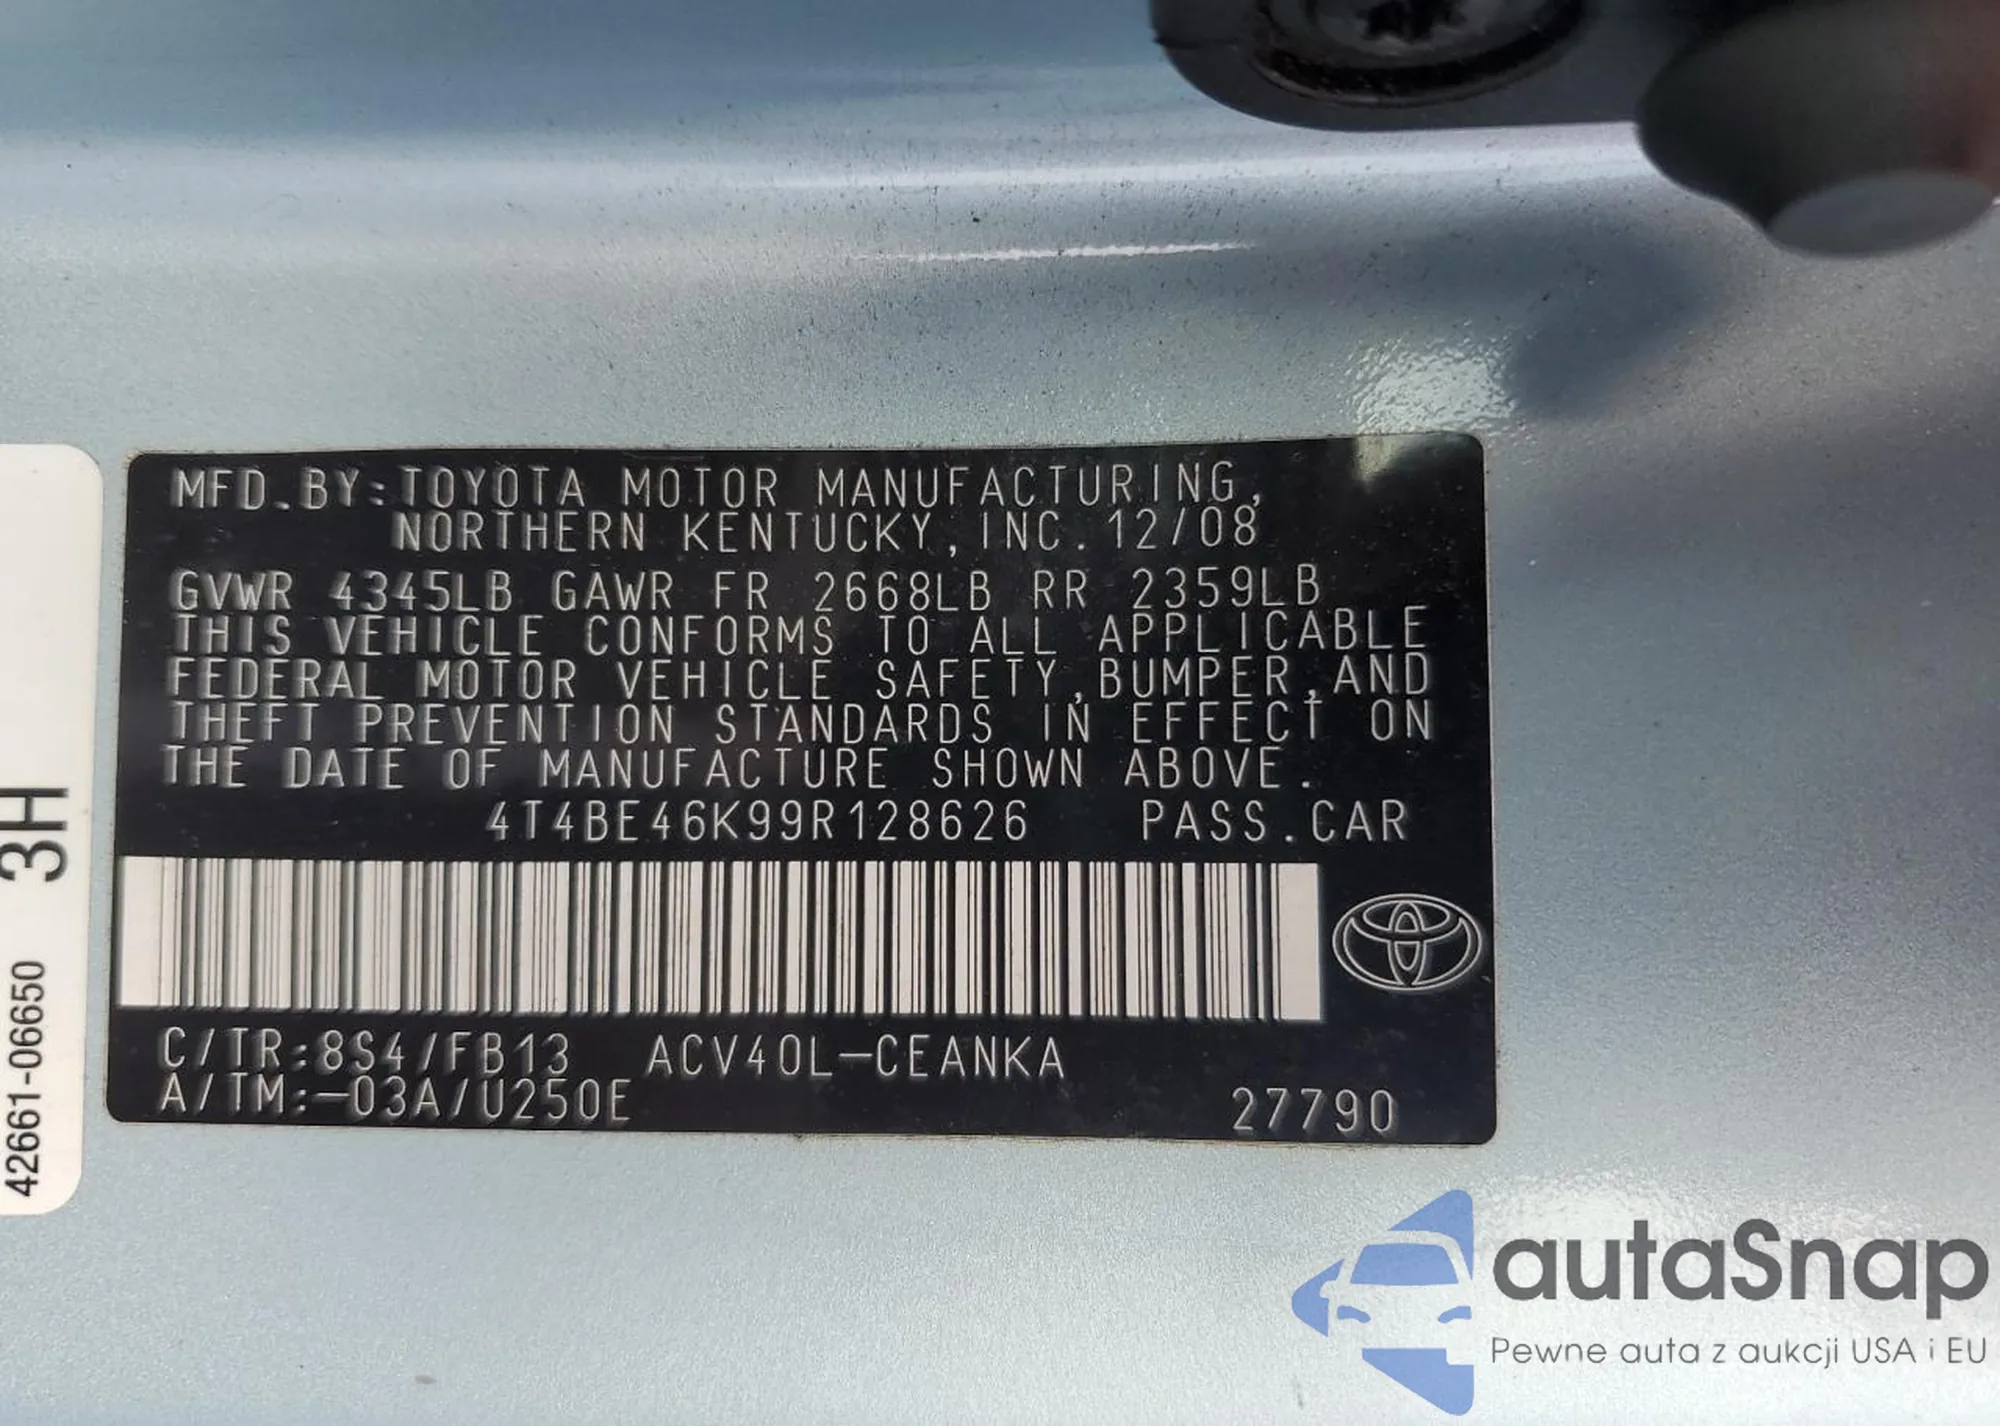 MFD.BY:TOYOTA MOTOR MANUFACTURING,
NORTHERN KENTUCKY, INC. 12/08
GVWR 4345LB GAWR FR 2668LB RR 2359LB
THIS VEHICLE CONFORMS TO ALL APPLICABLE
FEDERAL MOTOR VEHICLE SAFETY, BUMPER, AND
THEFT PREVENTION STANDARDS IN EFFECT ON
THE DATE OF MANUFACTURE SHOWN ABOVE.
4T4BE46K99R128626 PASS.CAR
C/TR:8S4/FB13 ACV40L-CEANKA
A/TM:-03A/U250E 27790
42661-06650 3H
autaSnap
Pewne auta z aukcji USA i EU